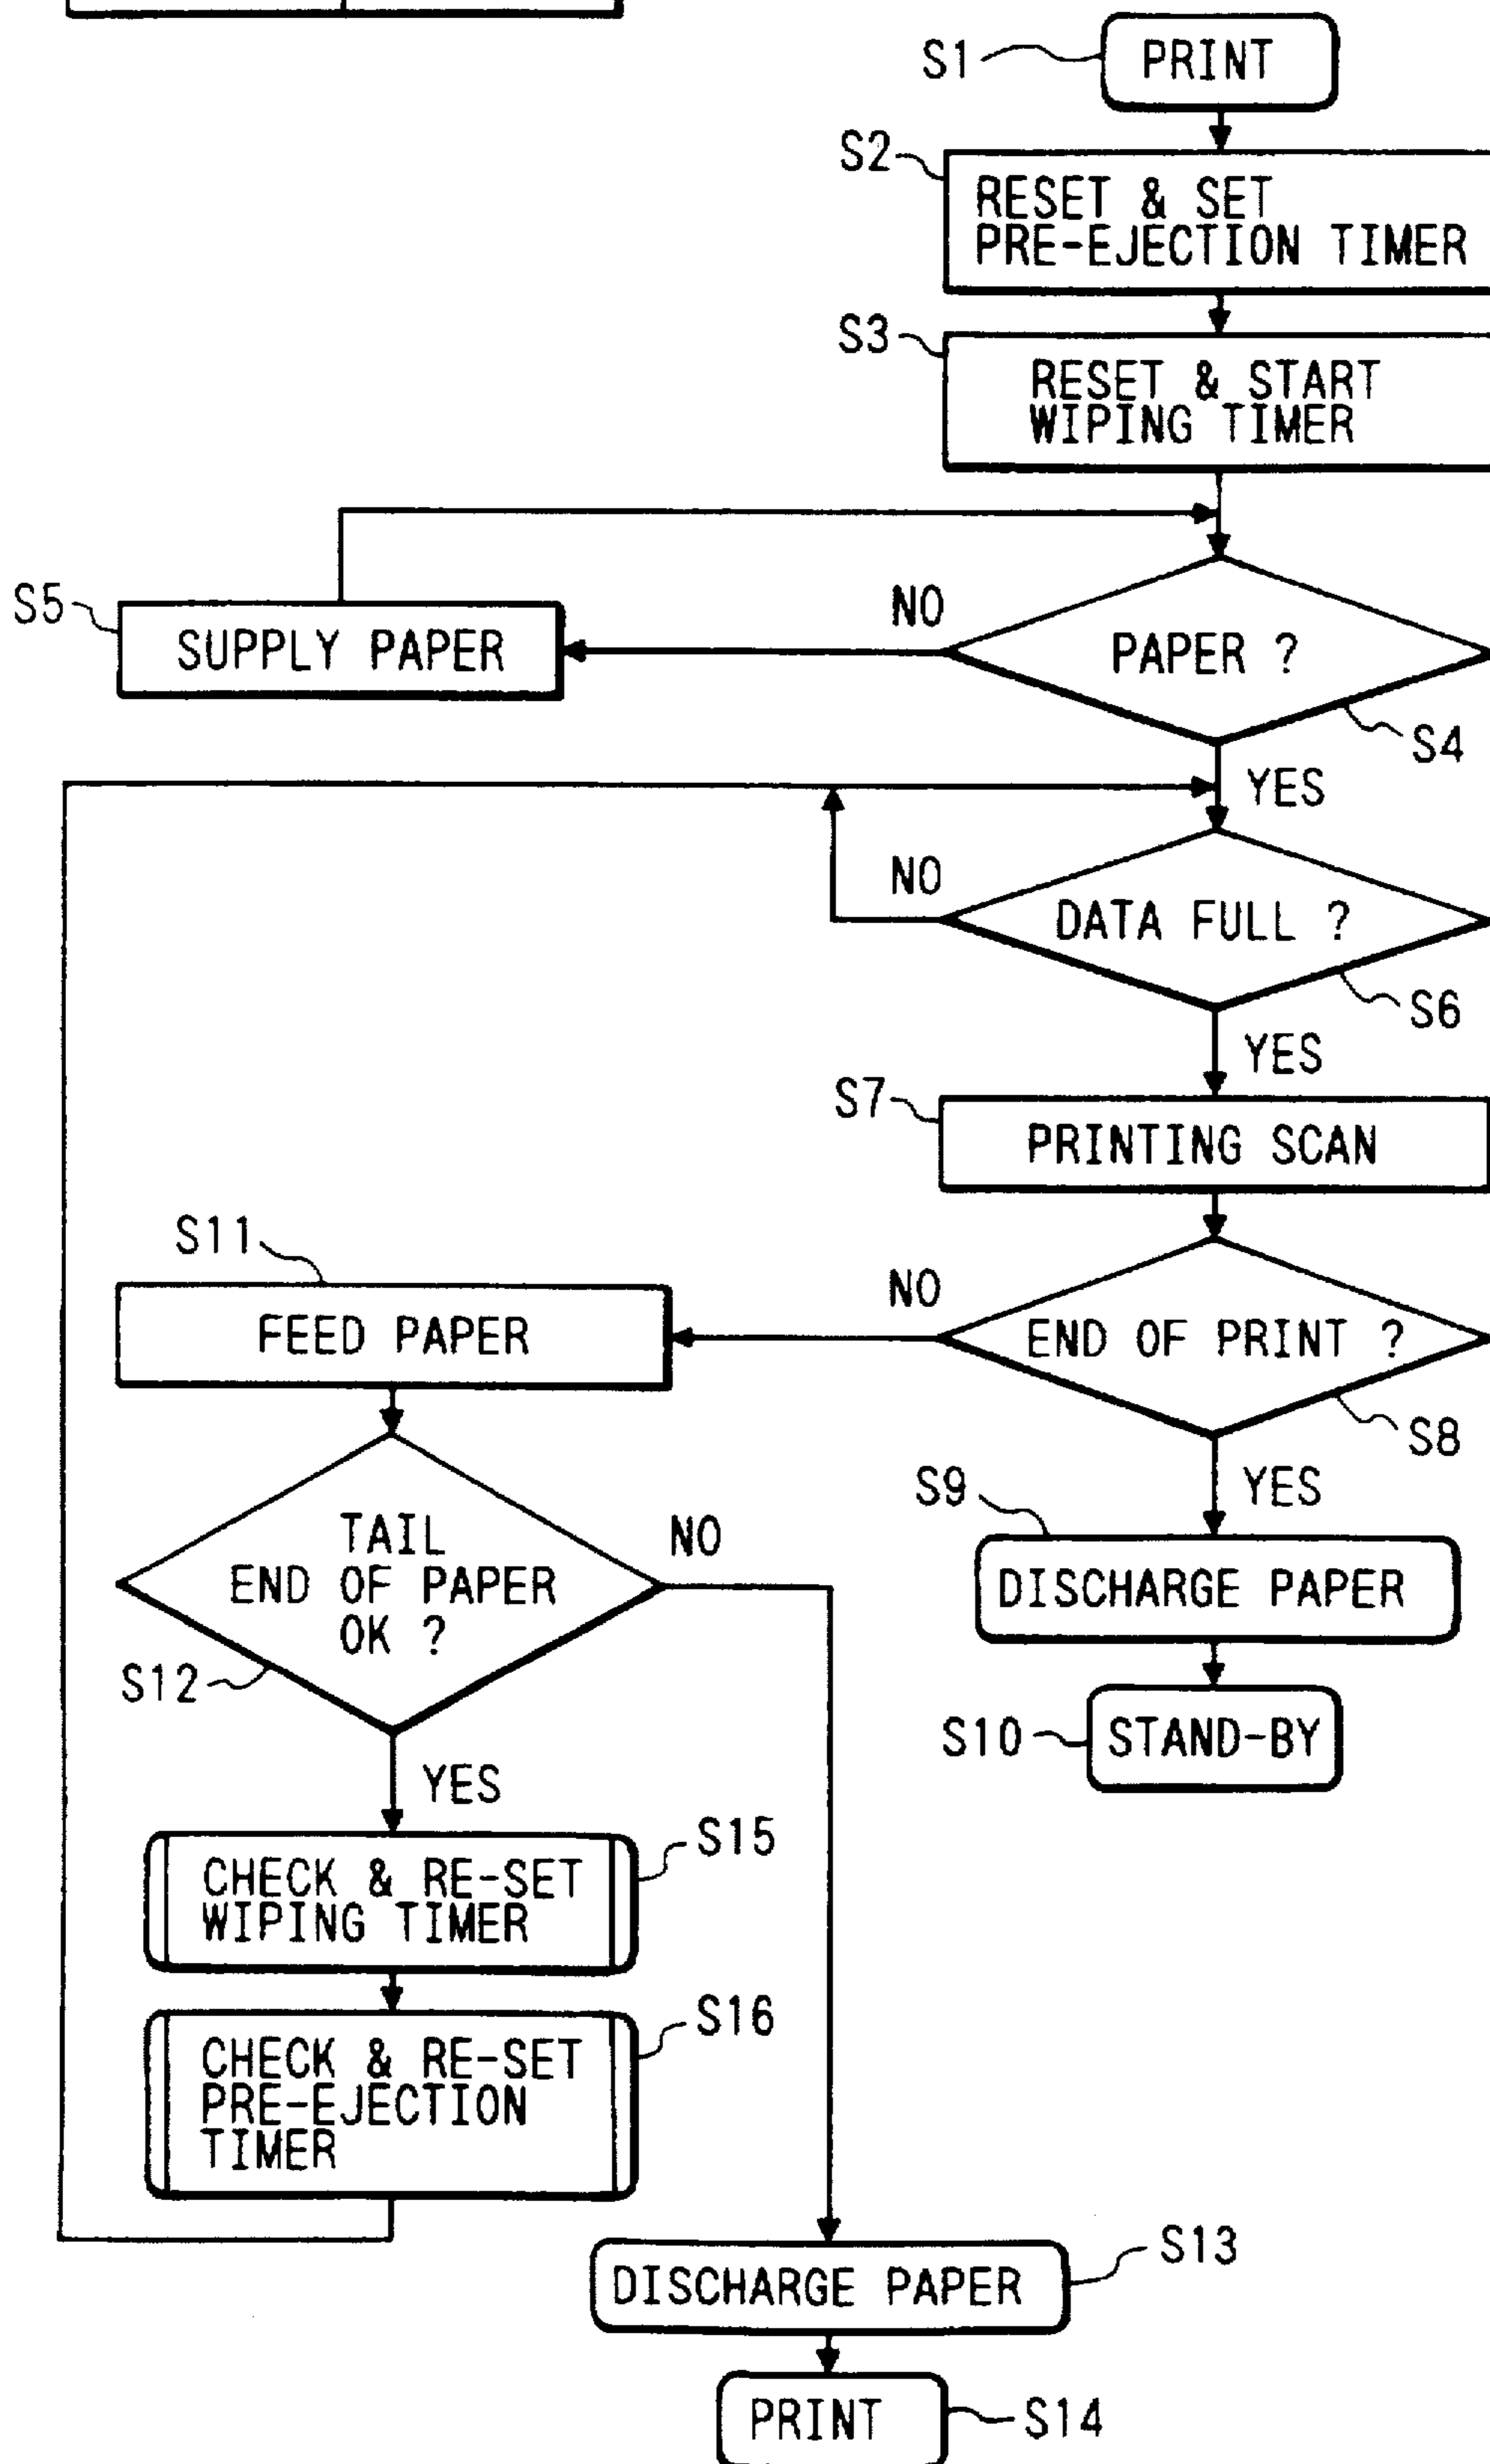 S1
PRINT
S2
RESET & SET
PRE-EJECTION TIMER
S3
RESET & START
WIPING TIMER
S5
SUPPLY PAPER
NO
PAPER ?
S4
YES
NO
DATA FULL ?
S6
YES
S7
PRINTING SCAN
S11
FEED PAPER
NO
END OF PRINT ?
S8
YES
S9
DISCHARGE PAPER
S10
STAND-BY
TAIL
END OF PAPER
OK ?
NO
S12
YES
S15
CHECK & RE-SET
WIPING TIMER
S16
CHECK & RE-SET
PRE-EJECTION
TIMER
S13
DISCHARGE PAPER
PRINT
S14